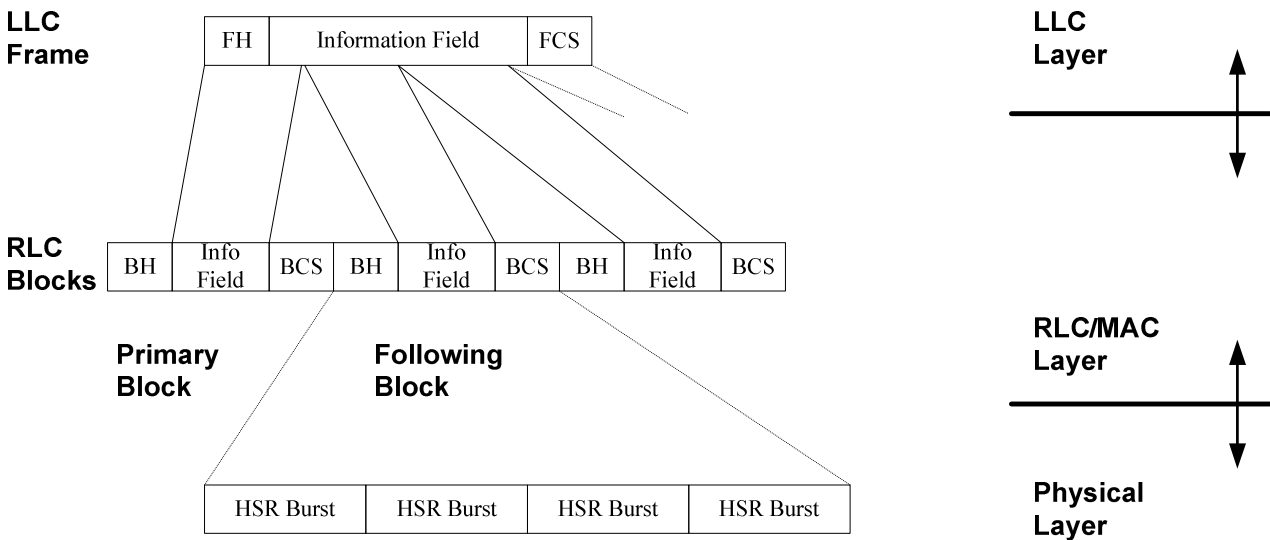 LLC
Frame
FH Information Field FCS
LLC
Layer
RLC
Blocks
BH Info
Field BCS BH Info
Field BCS BH Info
Field BCS
Primary
Block
Following
Block
RLC/MAC
Layer
HSR Burst HSR Burst HSR Burst HSR Burst
Physical
Layer